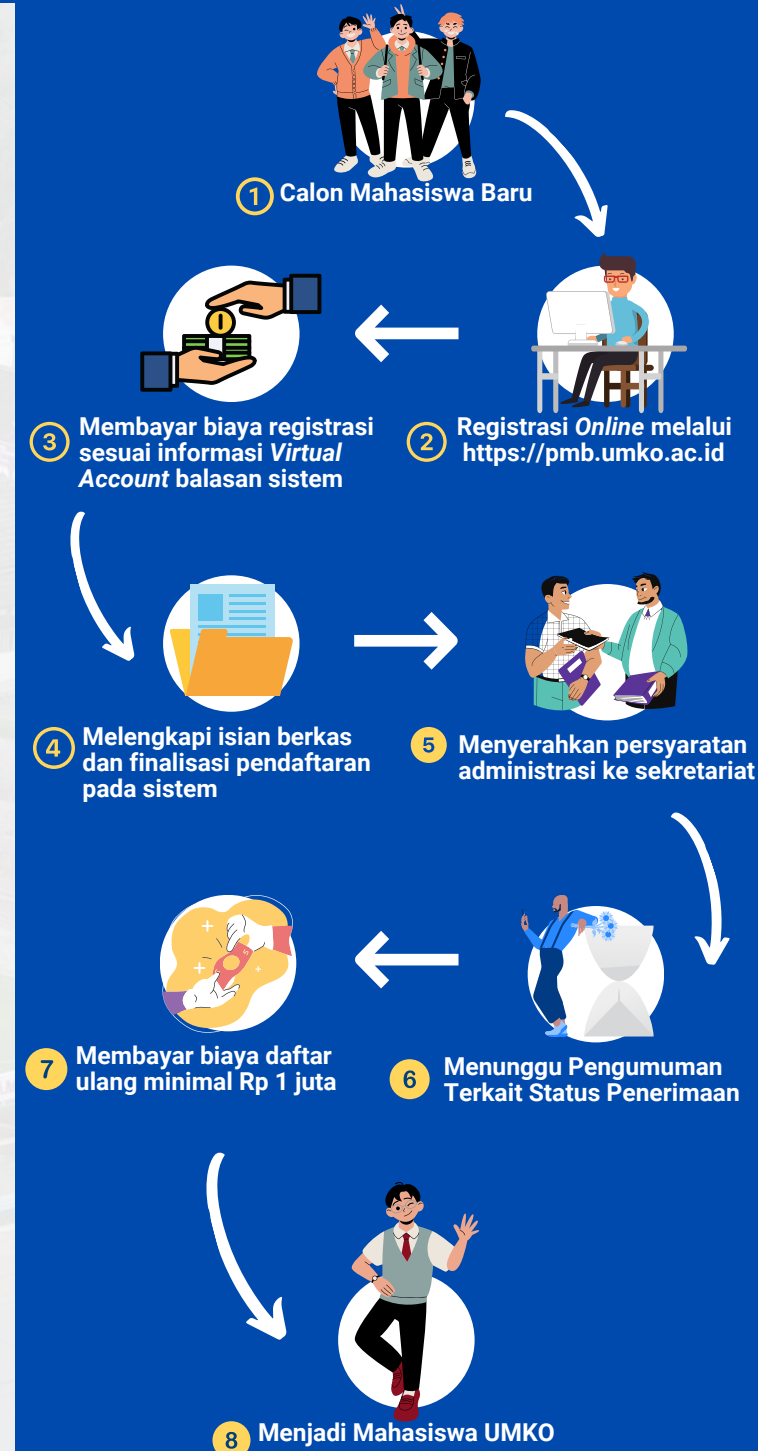 1 Calon Mahasiswa Baru
2 Registrasi Online melalui
https://pmb.umko.ac.id
3 Membayar biaya registrasi
sesuai informasi Virtual
Account balasan sistem
4 Melengkapi isian berkas
dan finalisasi pendaftaran
pada sistem
5 Menyerahkan persyaratan
administrasi ke sekretariat
6 Menunggu Pengumuman
Terkait Status Penerimaan
7 Membayar biaya daftar
ulang minimal Rp 1 juta
8 Menjadi Mahasiswa UMKO